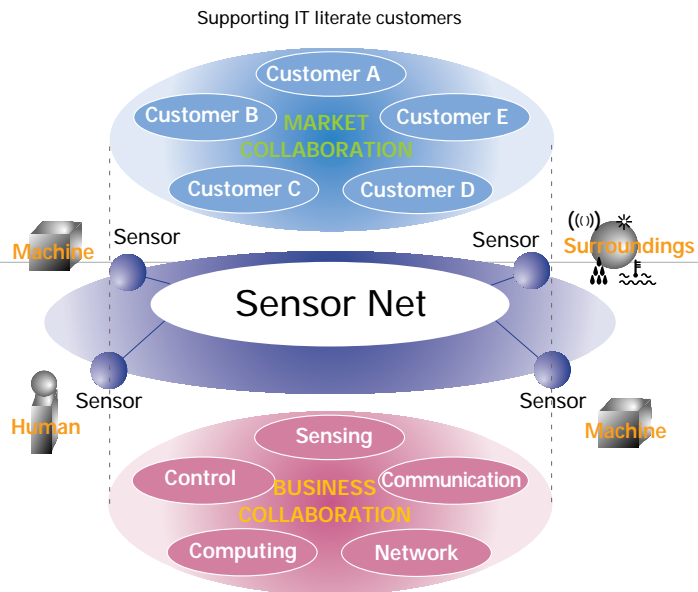 Supporting IT literate customers
Customer A
Customer B
Customer E
MARKET
COLLABORATION
Customer C
Customer D
Machine
Sensor
Sensor
Surroundings
Sensor Net
Human
Sensor
Sensor
Machine
Sensing
Control
Communication
BUSINESS
COLLABORATION
Computing
Network